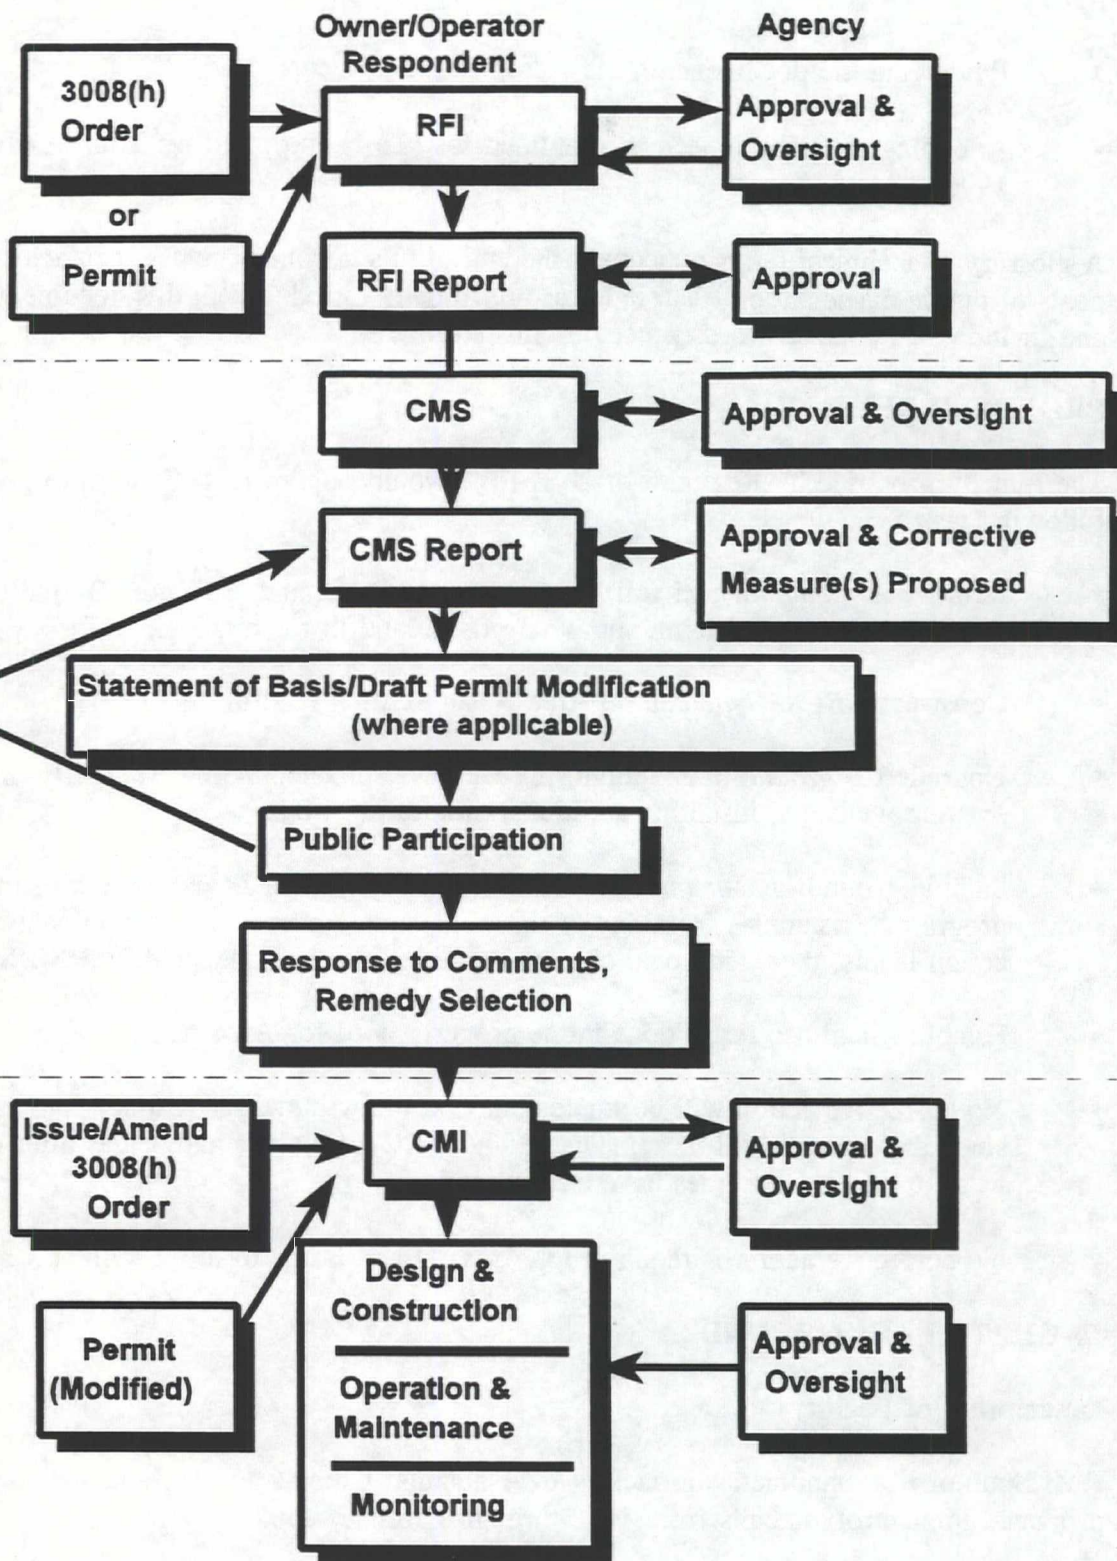 Owner/Operator
Respondent
Agency
3008(h)
Order
or
Permit
RFI
Approval &
Oversight
RFI Report
Approval
CMS
Approval & Oversight
CMS Report
Approval & Corrective
Measure(s) Proposed
Statement of Basis/Draft Permit Modification
(where applicable)
Public Participation
Response to Comments,
Remedy Selection
Issue/Amend
3008(h)
Order
CMI
Approval &
Oversight
Permit
(Modified)
Design &
Construction
Operation &
Maintenance
Monitoring
Approval &
Oversight